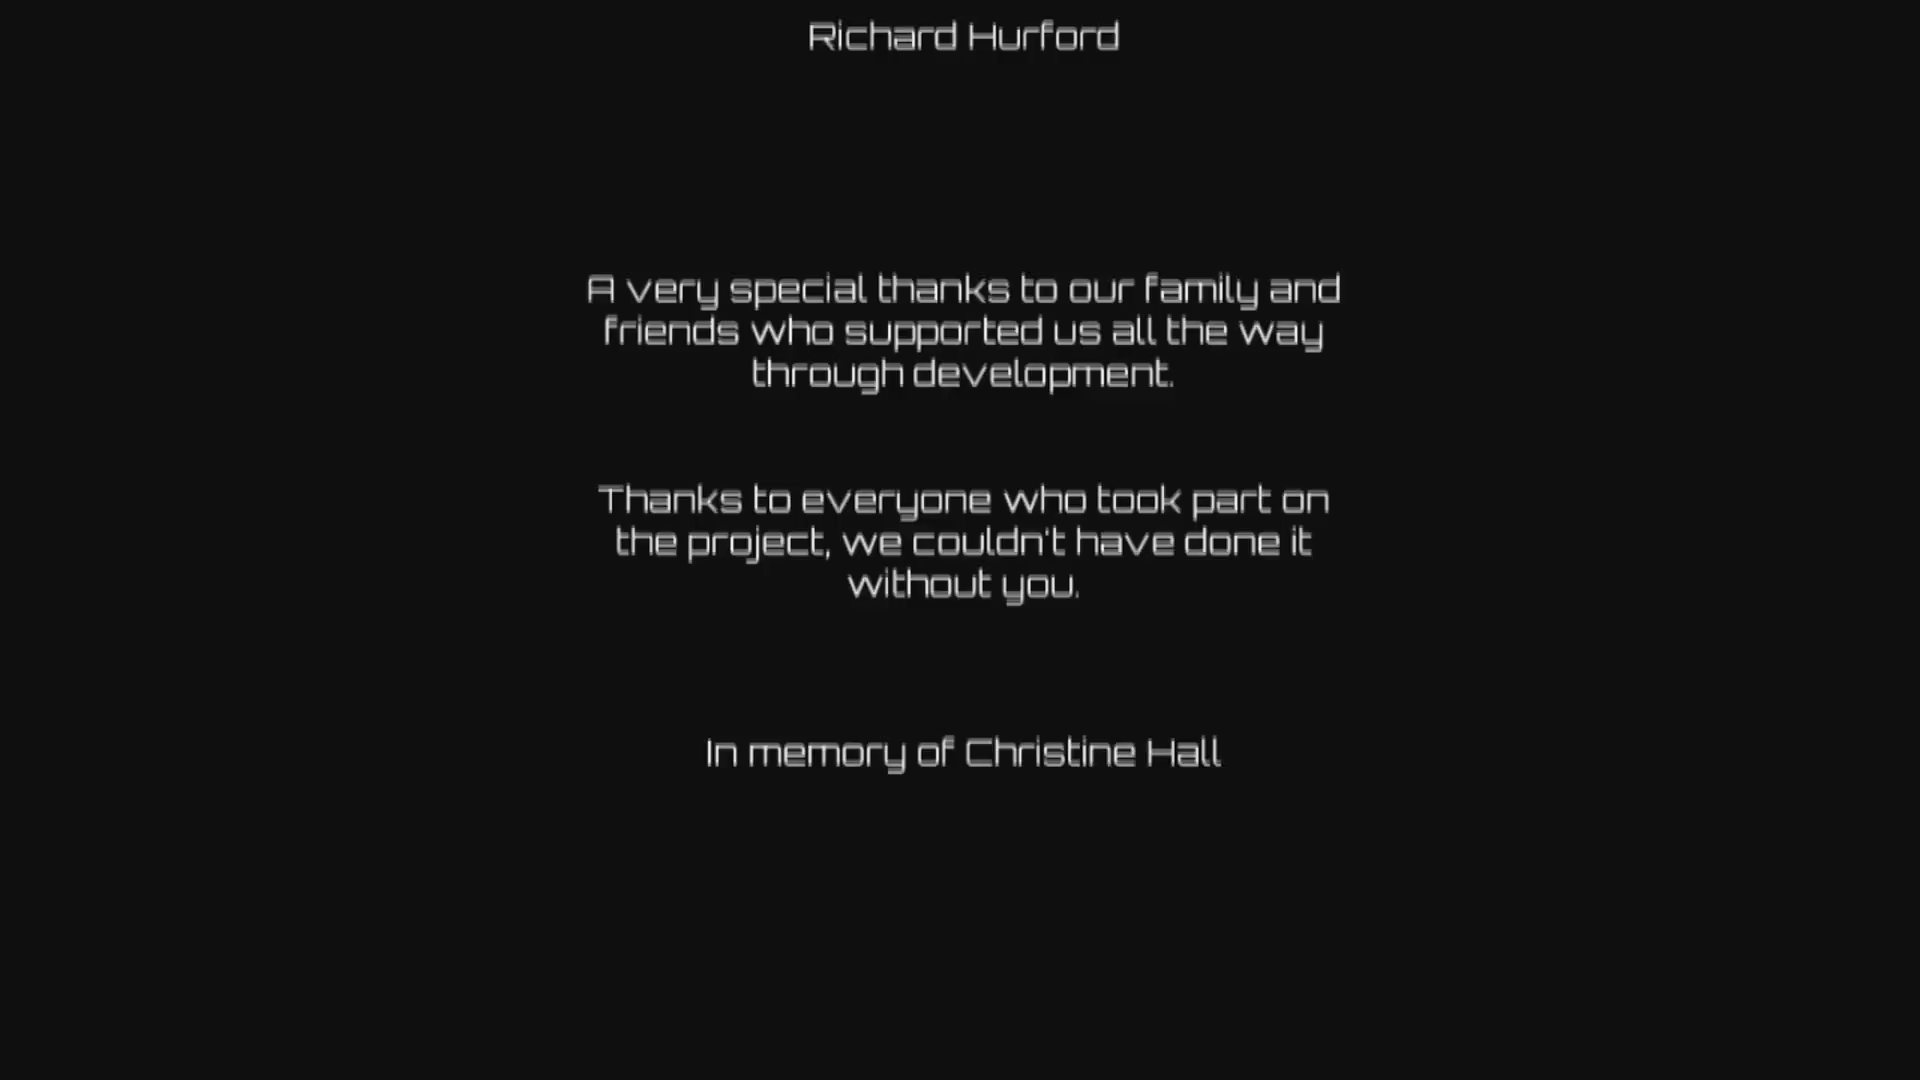 Richard Hurford
A very special thanks to our family and
friends who supported us all the way
through development.
Thanks to everyone who took part on
the project, we couldn't have done it
without you.
In memory of Christine Hall